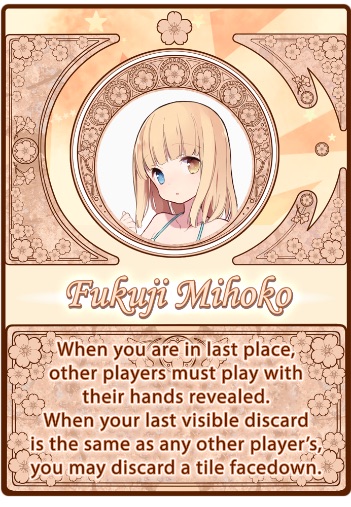 Fukuji Mihoko
When you are in last place,
other players must play with
their hands revealed.
When your last visible discard
is the same as any other player's,
you may discard a tile facedown.